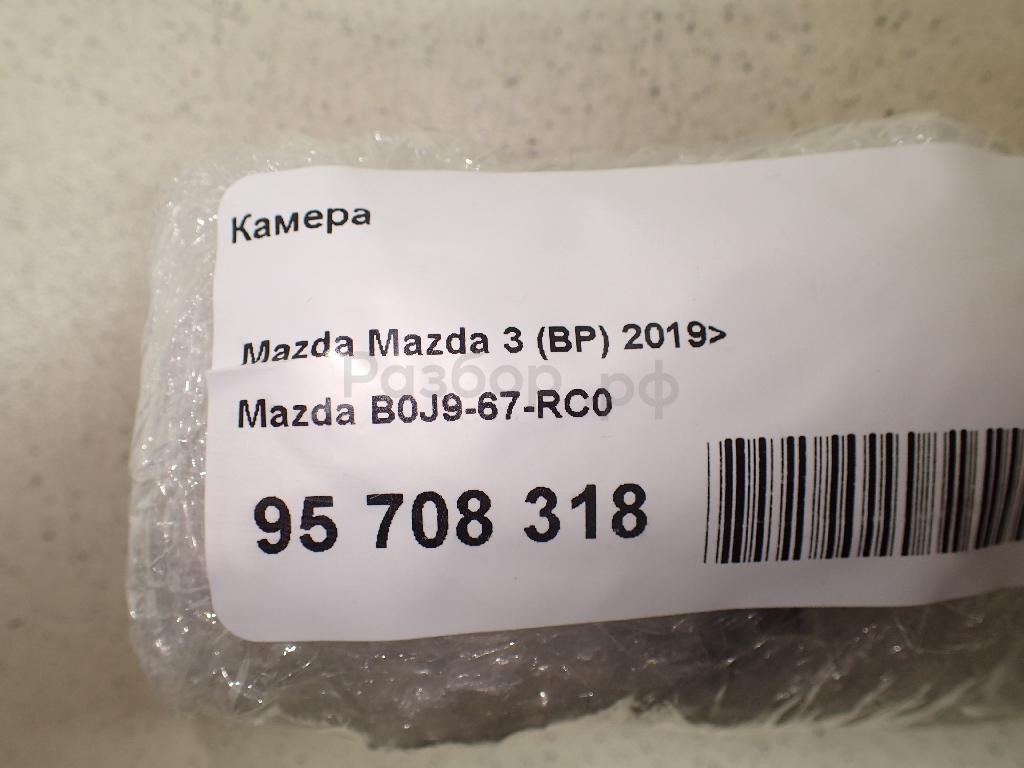 Камера
Mazda Mazda 3 (BP) 2019>
Разбор.рф
Mazda B0J9-67-RC0
95 708 318